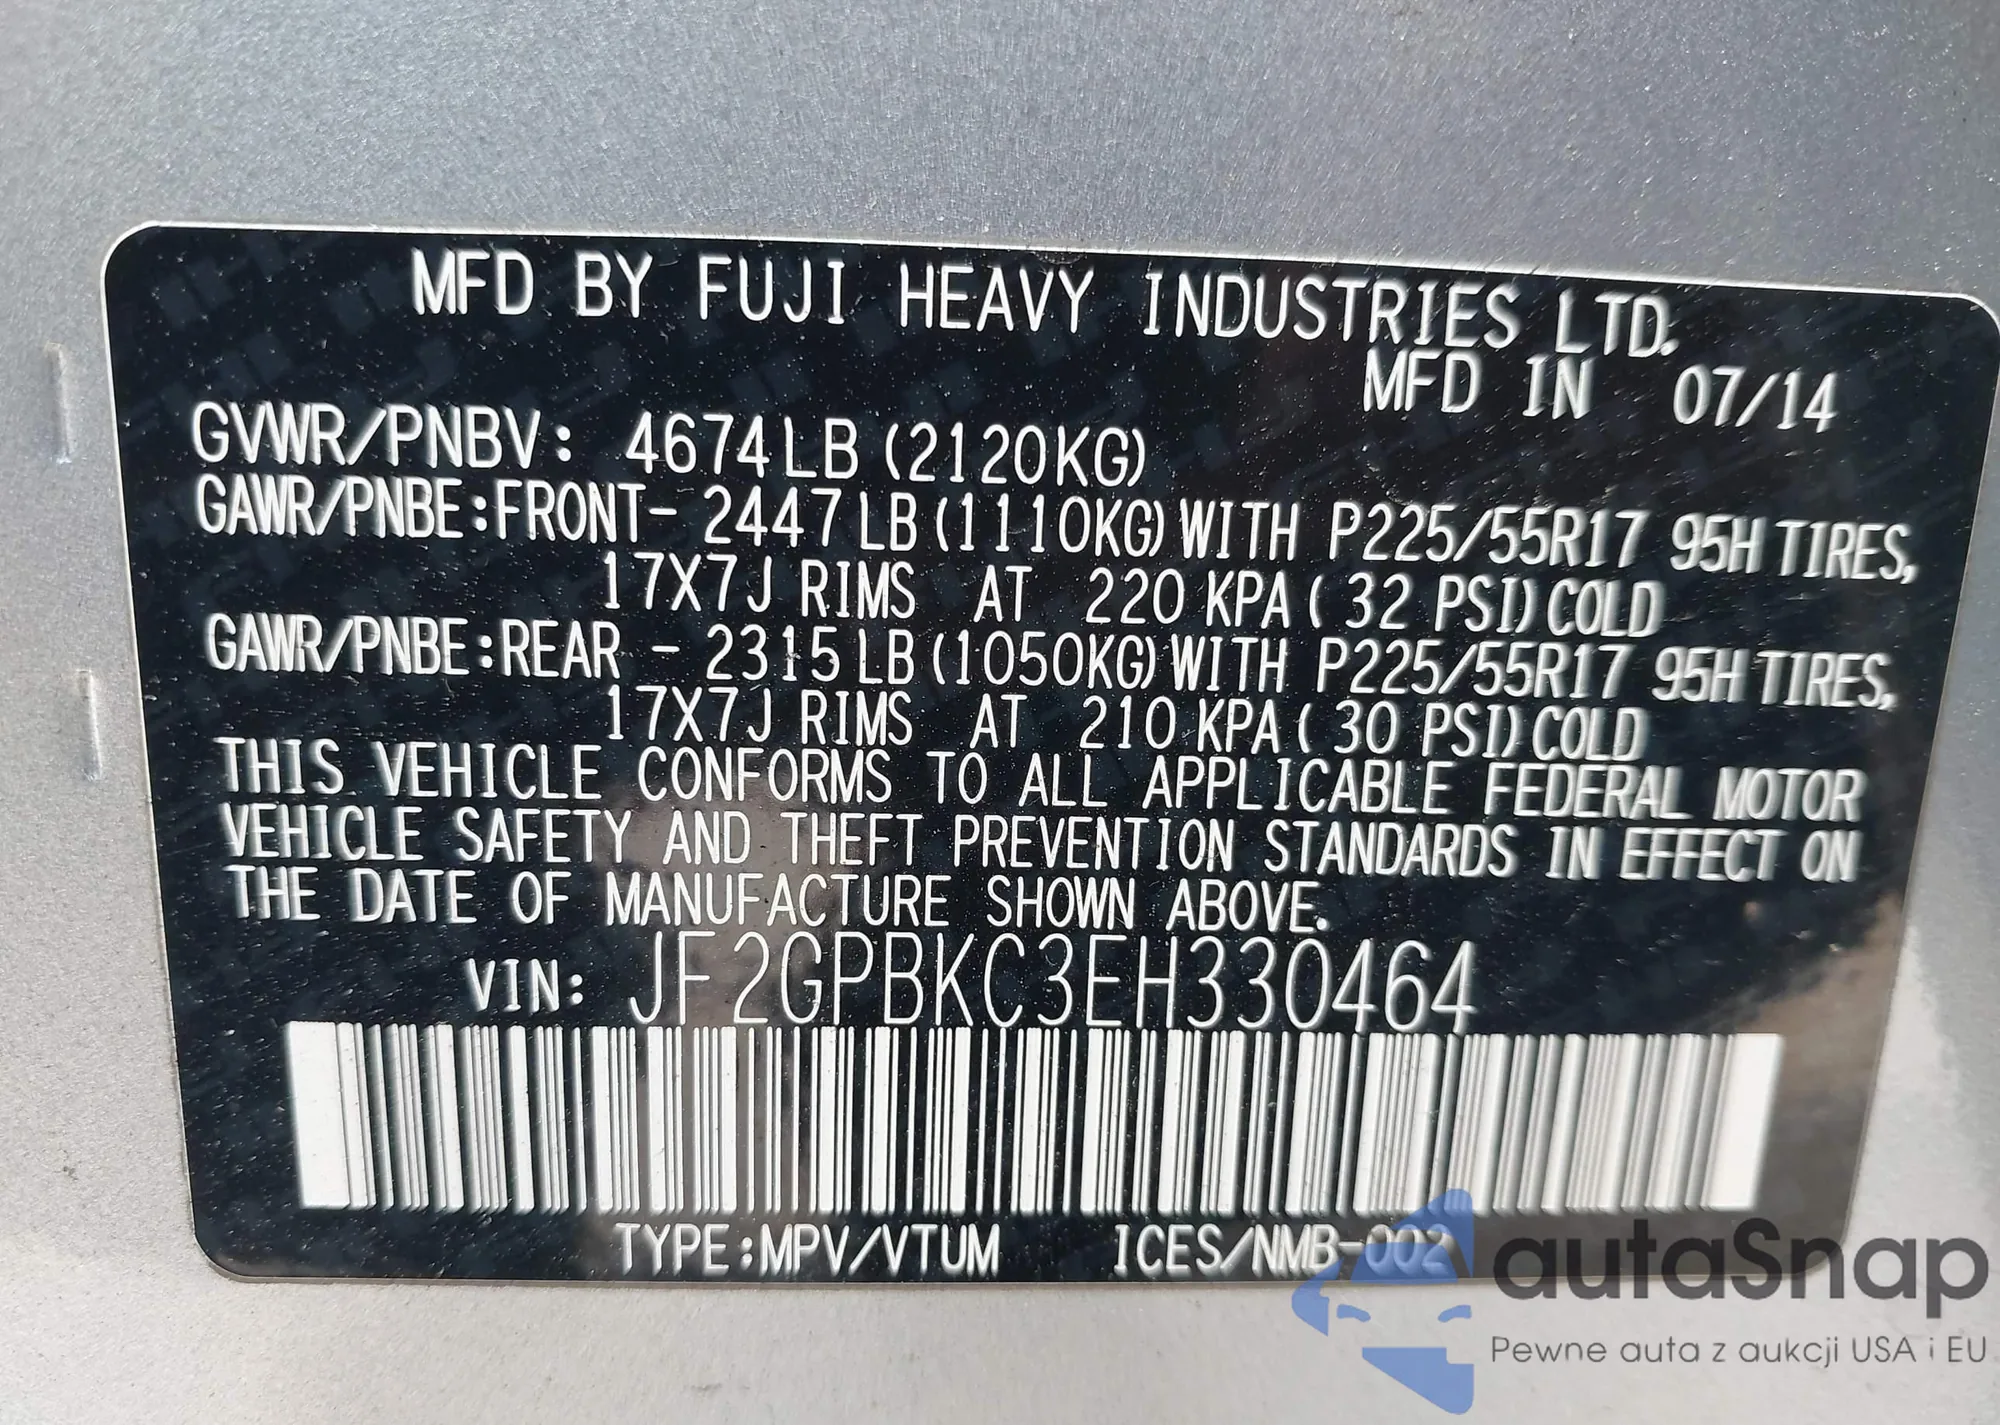 MFD BY FUJI HEAVY INDUSTRIES LTD.
MFD IN 07/14
GVWR/PNBV: 4674LB (2120KG)
GAWR/PNBE:FRONT- 2447LB(1110KG)WITH P225/55R17 95H TIRES,
17X7J RIMS AT 220 KPA( 32 PSI)COLD
GAWR/PNBE:REAR - 2315LB(1050KG)WITH P225/55R17 95H TIRES,
17X7J RIMS AT 210 KPA( 30 PSI)COLD
THIS VEHICLE CONFORMS TO ALL APPLICABLE FEDERAL MOTOR
VEHICLE SAFETY AND THEFT PREVENTION STANDARDS IN EFFECT ON
THE DATE OF MANUFACTURE SHOWN ABOVE.
VIN: JF2GPBKC3EH330464
TYPE:MPV/VTUM ICES/NMB-002
autaSnap
Pewne auta z aukcji USA i EU